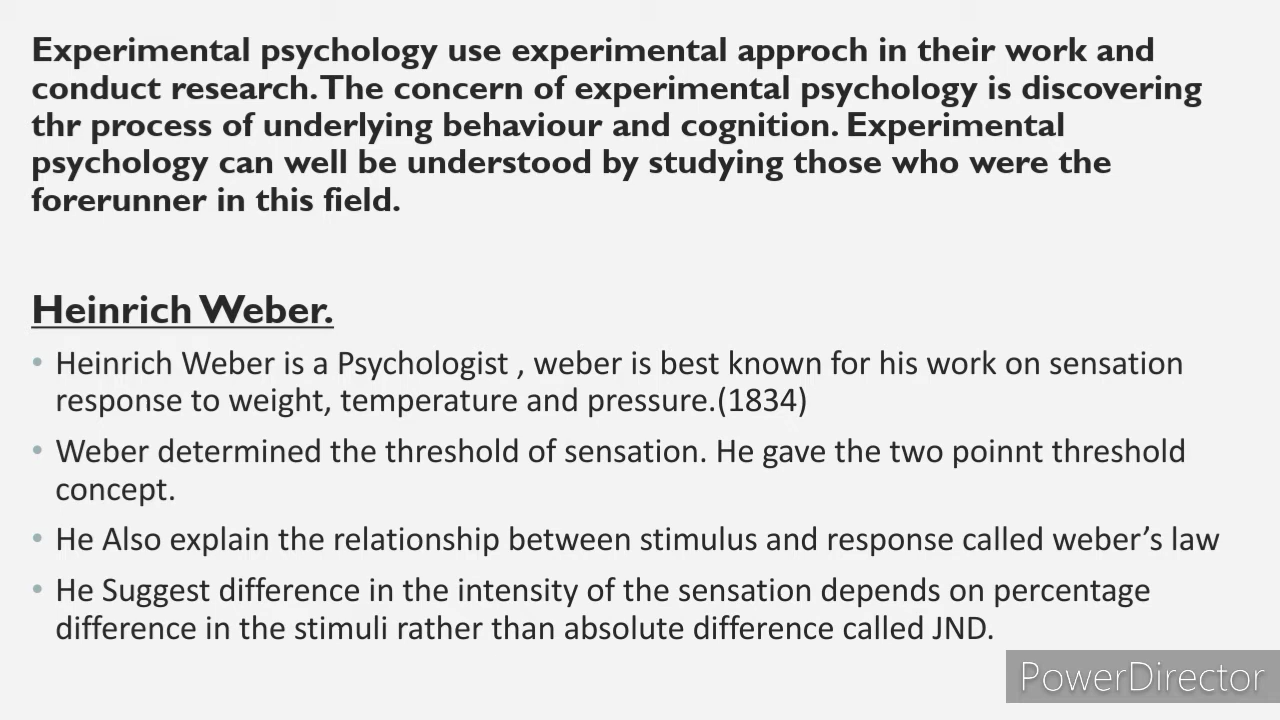 Experimental psychology use experimental approch in their work and
conduct research. The concern of experimental psychology is discovering
thr process of underlying behaviour and cognition. Experimental
psychology can well be understood by studying those who were the
forerunner in this field.
Heinrich Weber.
• Heinrich Weber is a Psychologist , weber is best known for his work on sensation
response to weight, temperature and pressure.(1834)
• Weber determined the threshold of sensation. He gave the two poinnt threshold
concept.
• He Also explain the relationship between stimulus and response called weber’s law
• He Suggest difference in the intensity of the sensation depends on percentage
difference in the stimuli rather than absolute difference called JND.
PowerDirector